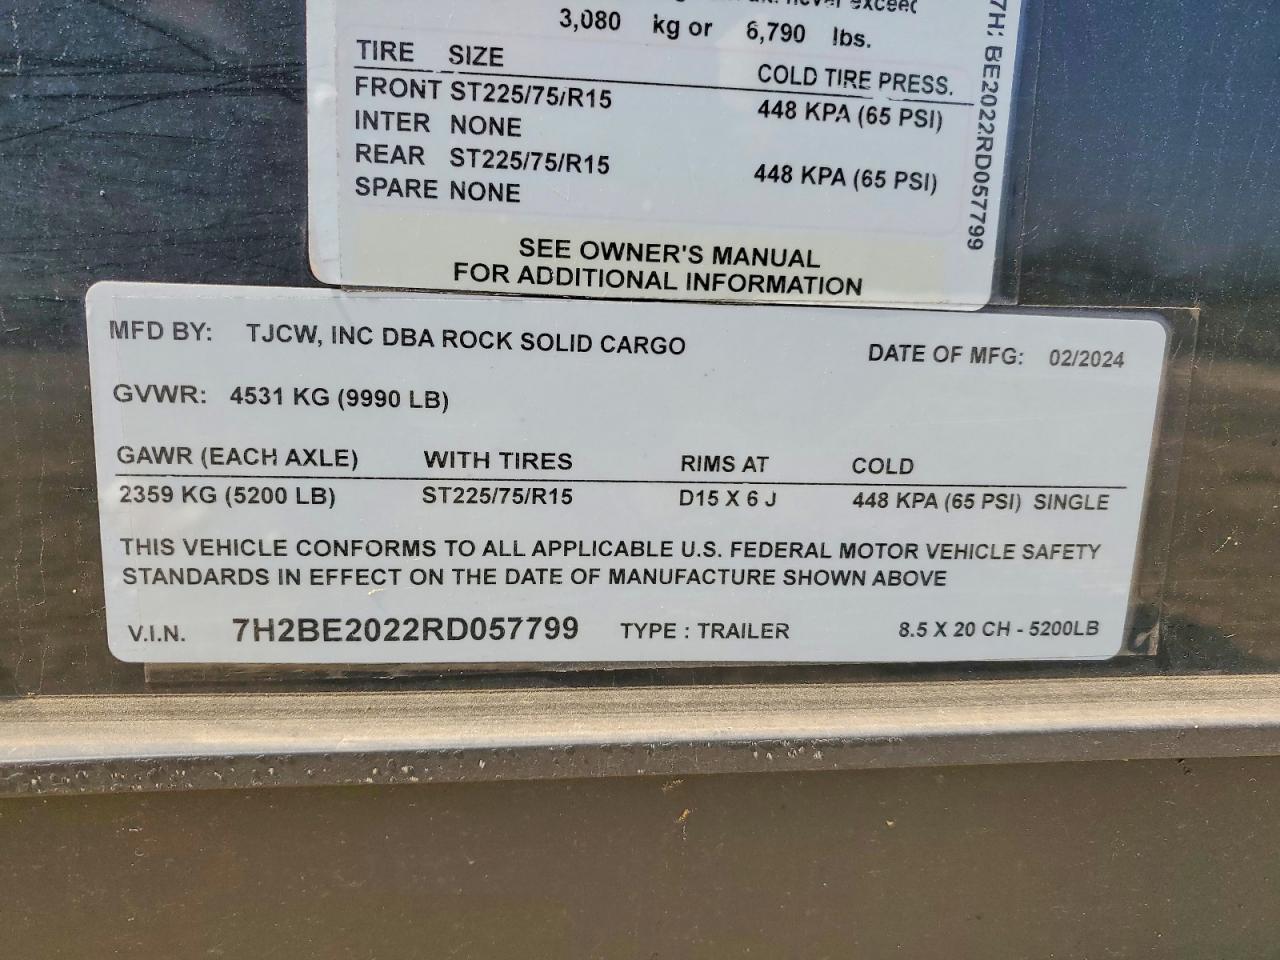 never exceed
3,080 kg or 6,790 lbs.
TIRE SIZE COLD TIRE PRESS.
FRONT ST225/75/R15 448 KPA (65 PSI)
INTER NONE
REAR ST225/75/R15 448 KPA (65 PSI)
SPARE NONE
SEE OWNER'S MANUAL
FOR ADDITIONAL INFORMATION
BE2022RD057799
MFD BY: TJCW, INC DBA ROCK SOLID CARGO
DATE OF MFG: 02/2024
GVWR: 4531 KG (9990 LB)
GAWR (EACH AXLE) WITH TIRES RIMS AT COLD
2359 KG (5200 LB) ST225/75/R15 D15 X 6 J 448 KPA (65 PSI) SINGLE
THIS VEHICLE CONFORMS TO ALL APPLICABLE U.S. FEDERAL MOTOR VEHICLE SAFETY
STANDARDS IN EFFECT ON THE DATE OF MANUFACTURE SHOWN ABOVE
V.I.N. 7H2BE2022RD057799 TYPE : TRAILER 8.5 X 20 CH - 5200LB